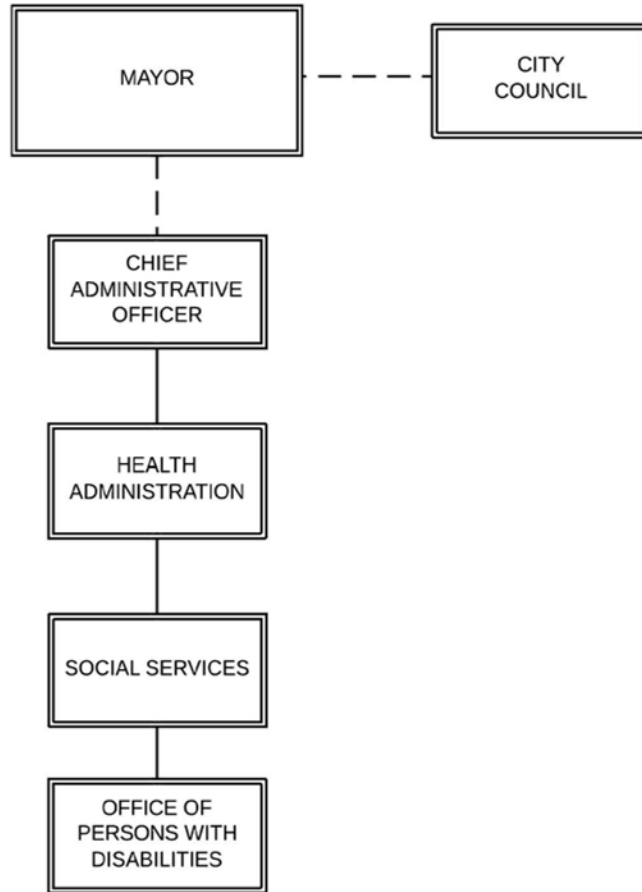 MAYOR
CITY
COUNCIL
CHIEF
ADMINISTRATIVE
OFFICER
HEALTH
ADMINISTRATION
SOCIAL SERVICES
OFFICE OF
PERSONS WITH
DISABILITIES